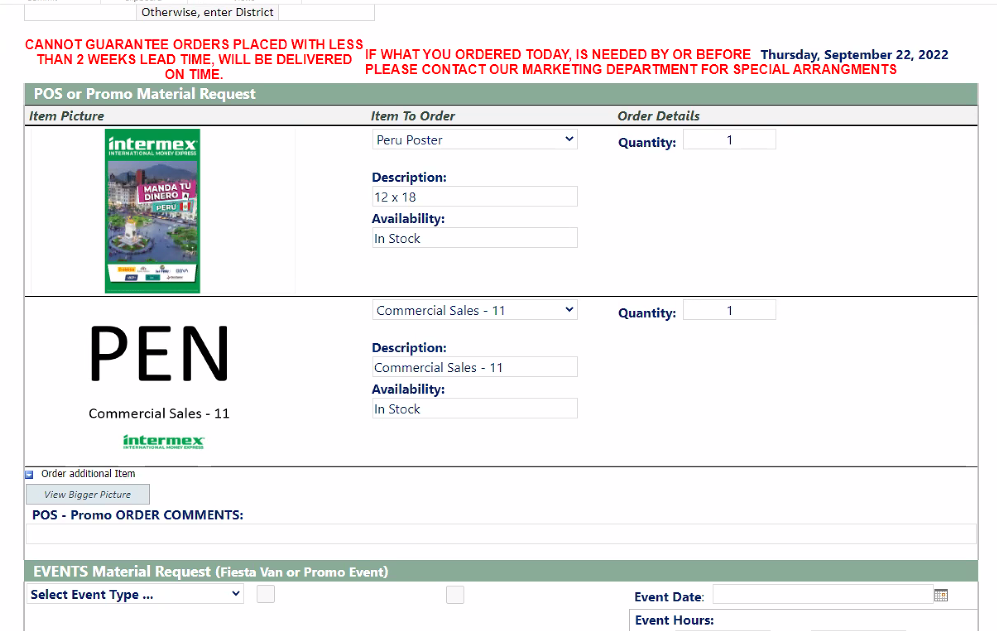 Otherwise, enter District
CANNOT GUARANTEE ORDERS PLACED WITH LESS
THAN 2 WEEKS LEAD TIME, WILL BE DELIVERED
ON TIME.
IF WHAT YOU ORDERED TODAY, IS NEEDED BY OR BEFORE Thursday, September 22, 2022
PLEASE CONTACT OUR MARKETING DEPARTMENT FOR SPECIAL ARRANGMENTS
POS or Promo Material Request
Item Picture Item To Order Order Details
intermex
INTERNATIONAL MONEY EXPRESS
MANDA TU
DINERO
PERÚ
BBVA
Peru Poster
Quantity: 1
Description:
12 x 18
Availability:
In Stock
PEN
Commercial Sales - 11
intermex
INTERNATIONAL MONEY EXPRESS
Commercial Sales - 11
Quantity: 1
Description:
Commercial Sales - 11
Availability:
In Stock
Order additional Item
View Bigger Picture
POS - Promo ORDER COMMENTS:
EVENTS Material Request (Fiesta Van or Promo Event)
Select Event Type ...
Event Date:
Event Hours: